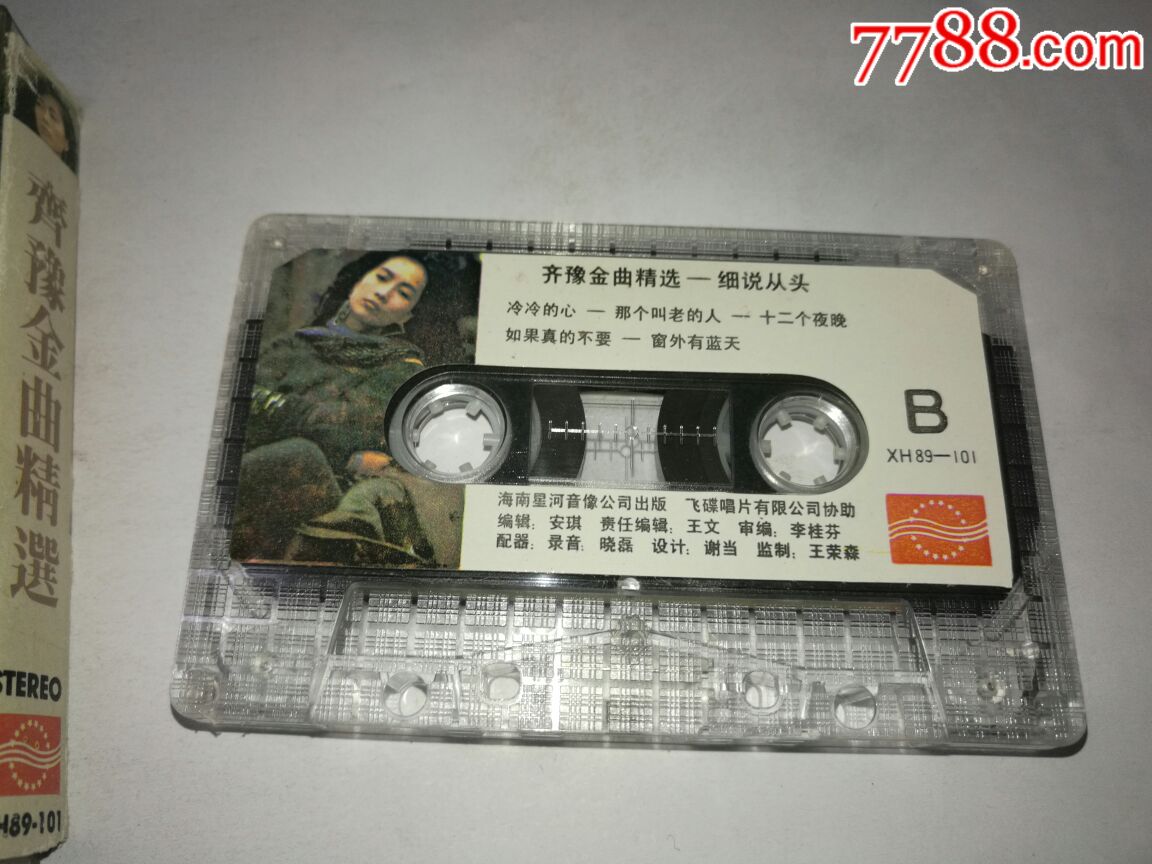 7788.com
齊豫金曲精選
STEREO
H89-101
齐豫金曲精选 — 细说从头
冷冷的心 — 那个叫老的人 — 十二个夜晚
如果真的不要 — 窗外有蓝天
B
XH89—101
海南星河音像公司出版 飞碟唱片有限公司协助
编辑：安琪 责任编辑：王文 审编：李桂芬
配器：录音：晓磊 设计：谢当 监制：王荣森